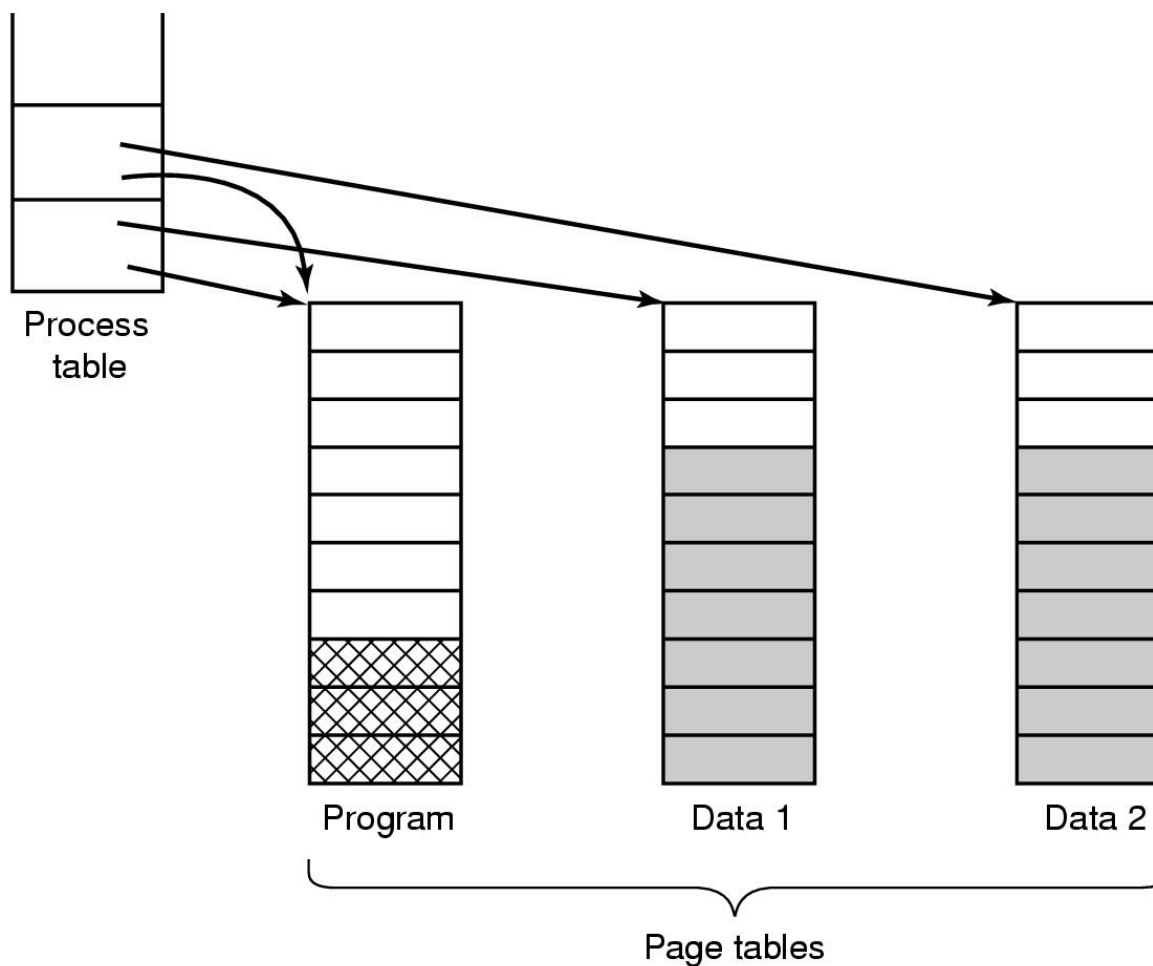 Process
table
Program
Data 1
Data 2
Page tables